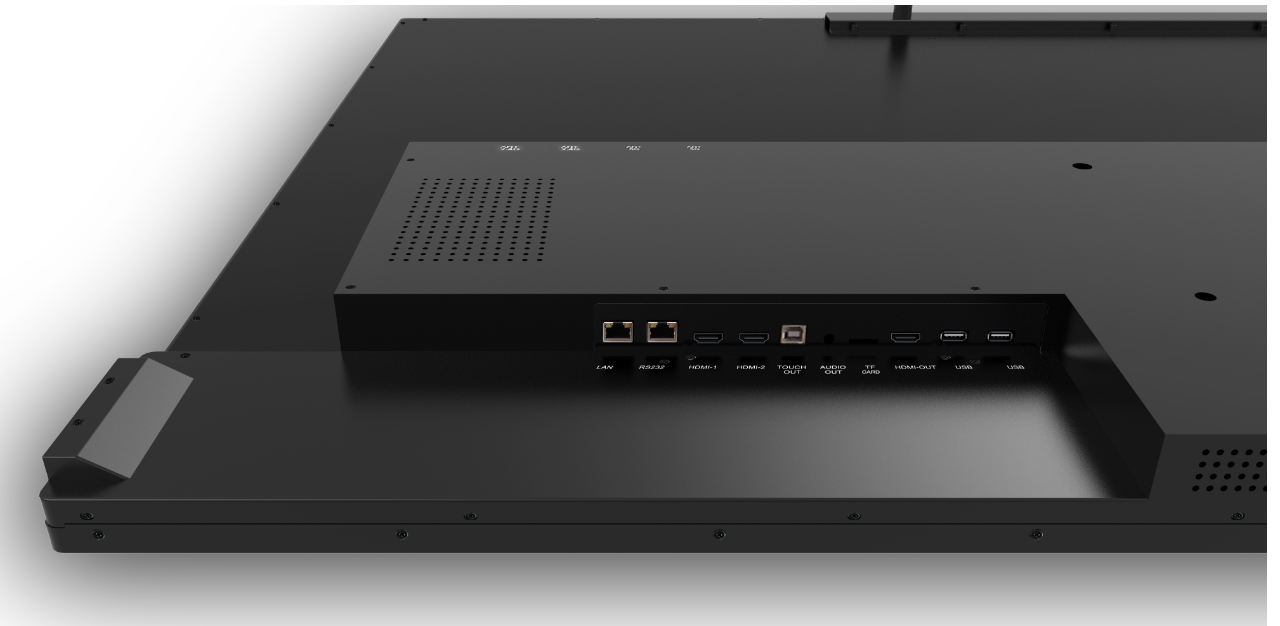 LAN RS232 HDMI-1 HDMI-2 TOUCH OUT AUDIO OUT TF CARD HDMI-OUT USB USB